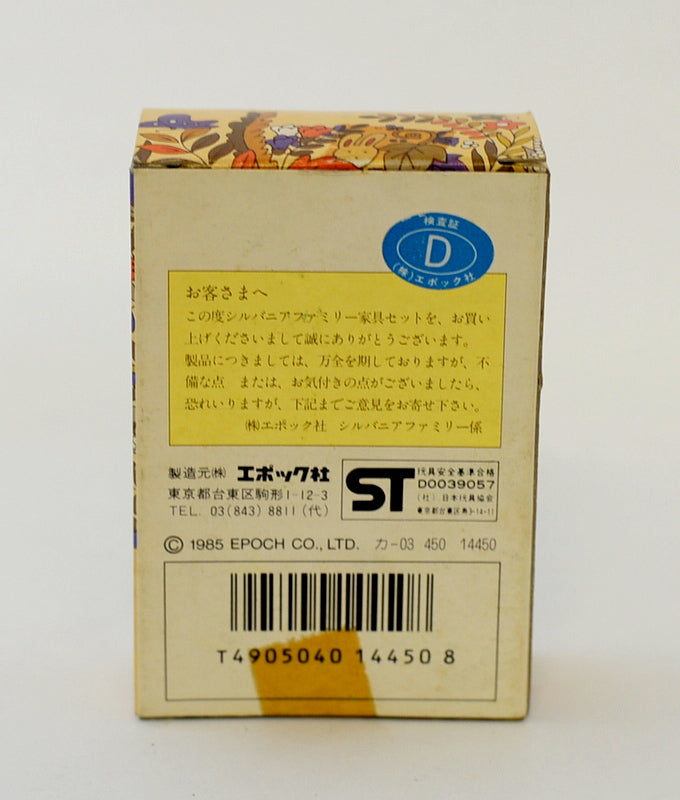 検査証
D
(株)エポック社
お客さまへ
この度シルバニアファミリー家具セットを、お買い
上げくださいまして誠にありがとうございます。
製品につきましては、万全を期しておりますが、不
備な点　または、お気付きの点がございましたら、
恐れいりますが、下記までご意見をお寄せ下さい。
㈱エポック社　シルバニアファミリー係
製造元㈱ エポック社
東京都台東区駒形1-12-3
TEL. 03(843) 8811 (代)
ST
玩具安全基準合格
D0039057
(社) 日本玩具協会
© 1985 EPOCH CO., LTD. カ-03 450 14450
T4905040 14450 8